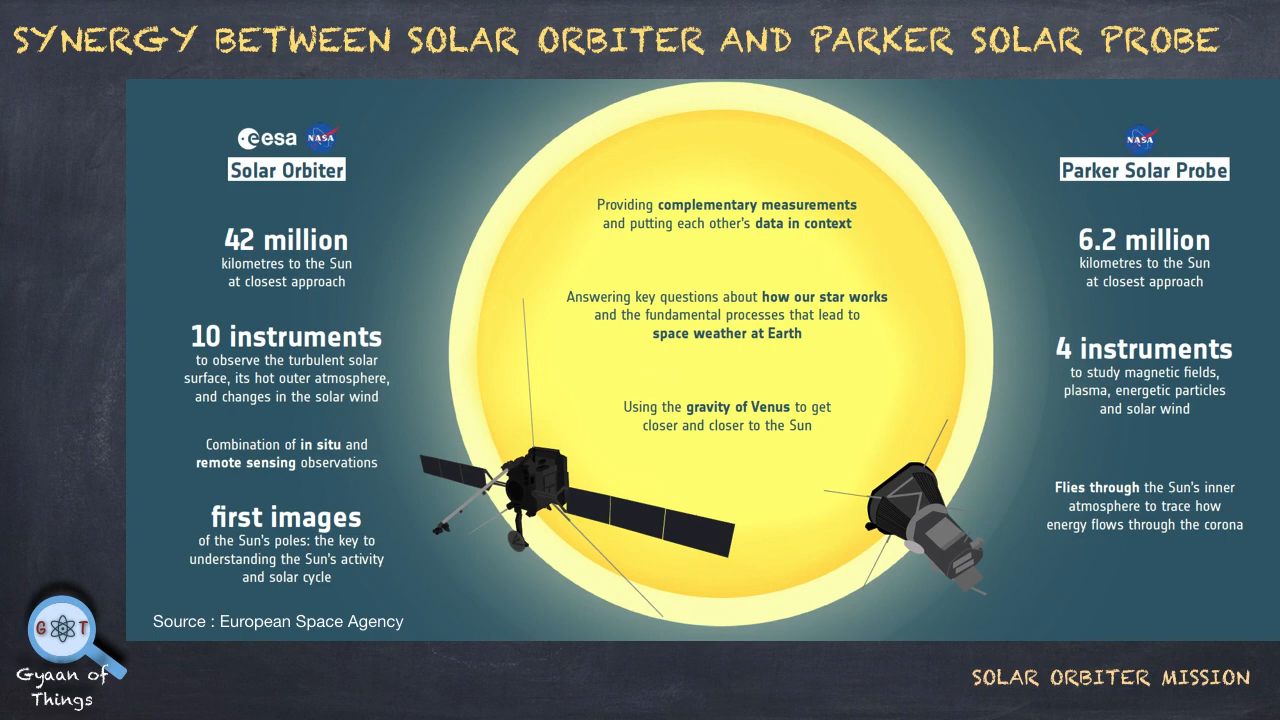 SYNERGY BETWEEN SOLAR ORBITER AND PARKER SOLAR PROBE
esa NASA
Solar Orbiter
42 million
kilometres to the Sun
at closest approach
10 instruments
to observe the turbulent solar
surface, its hot outer atmosphere,
and changes in the solar wind
Combination of in situ and
remote sensing observations
first images
of the Sun's poles: the key to
understanding the Sun's activity
and solar cycle
Source : European Space Agency
Providing complementary measurements
and putting each other's data in context
Answering key questions about how our star works
and the fundamental processes that lead to
space weather at Earth
Using the gravity of Venus to get
closer and closer to the Sun
NASA
Parker Solar Probe
6.2 million
kilometres to the Sun
at closest approach
4 instruments
to study magnetic fields,
plasma, energetic particles
and solar wind
Flies through the Sun's inner
atmosphere to trace how
energy flows through the corona
G T
Gyaan of
Things
SOLAR ORBITER MISSION